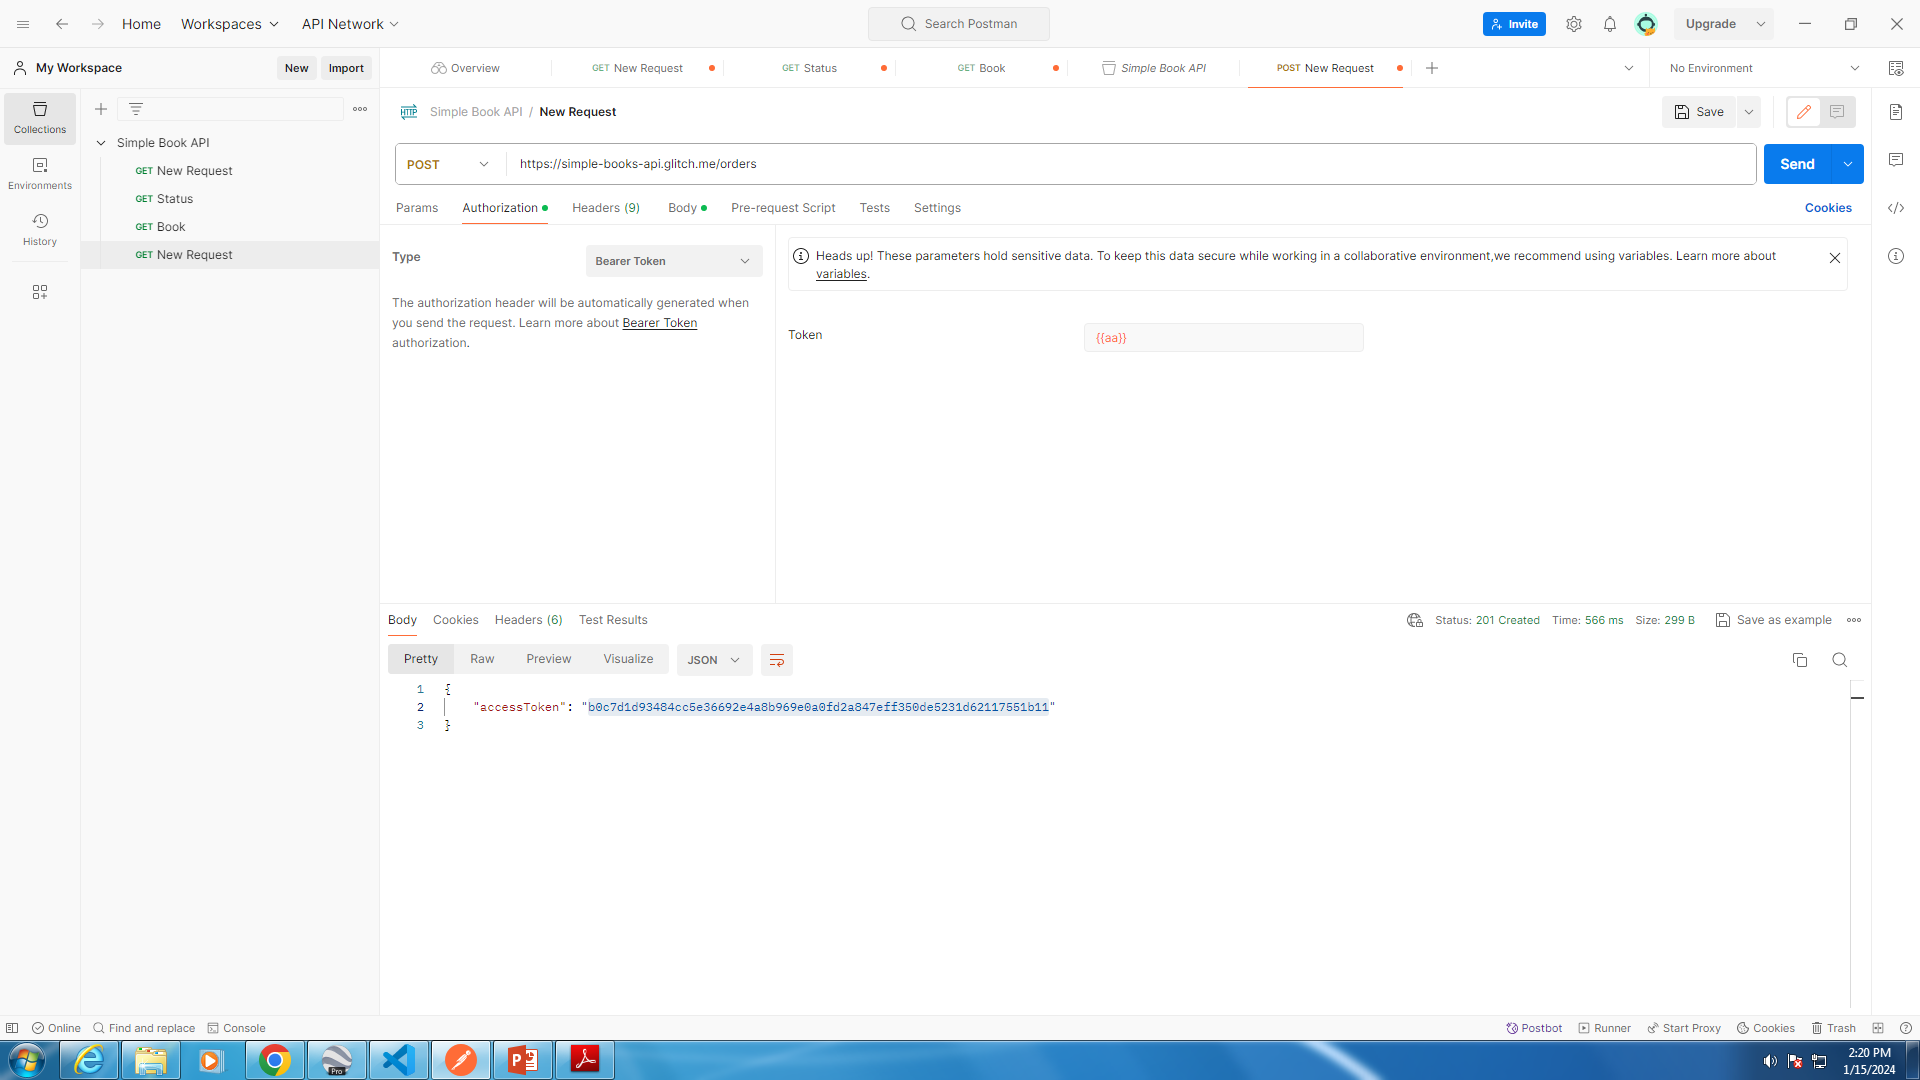 Home
Workspaces
API Network
Search Postman
Invite
Upgrade
My Workspace
New
Import
Overview
GET New Request
GET Status
GET Book
Simple Book API
POST New Request
No Environment
Collections
Environments
History
Simple Book API
GET New Request
GET Status
GET Book
GET New Request
HTTP
Simple Book API / New Request
Save
POST
https://simple-books-api.glitch.me/orders
Send
Params
Authorization
Headers (9)
Body
Pre-request Script
Tests
Settings
Cookies
Type
Bearer Token
The authorization header will be automatically generated when
you send the request. Learn more about Bearer Token
authorization.
Heads up! These parameters hold sensitive data. To keep this data secure while working in a collaborative environment,we recommend using variables. Learn more about
variables.
Token
{{aa}}
Body
Cookies
Headers (6)
Test Results
Status: 201 Created
Time: 566 ms
Size: 299 B
Save as example
Pretty
Raw
Preview
Visualize
JSON
1 {
2 "accessToken": "b0c7d1d93484cc5e36692e4a8b969e0a0fd2a847eff350de5231d62117551b11"
3 }
Online
Find and replace
Console
Postbot
Runner
Start Proxy
Cookies
Trash
Pro
2:20 PM
1/15/2024